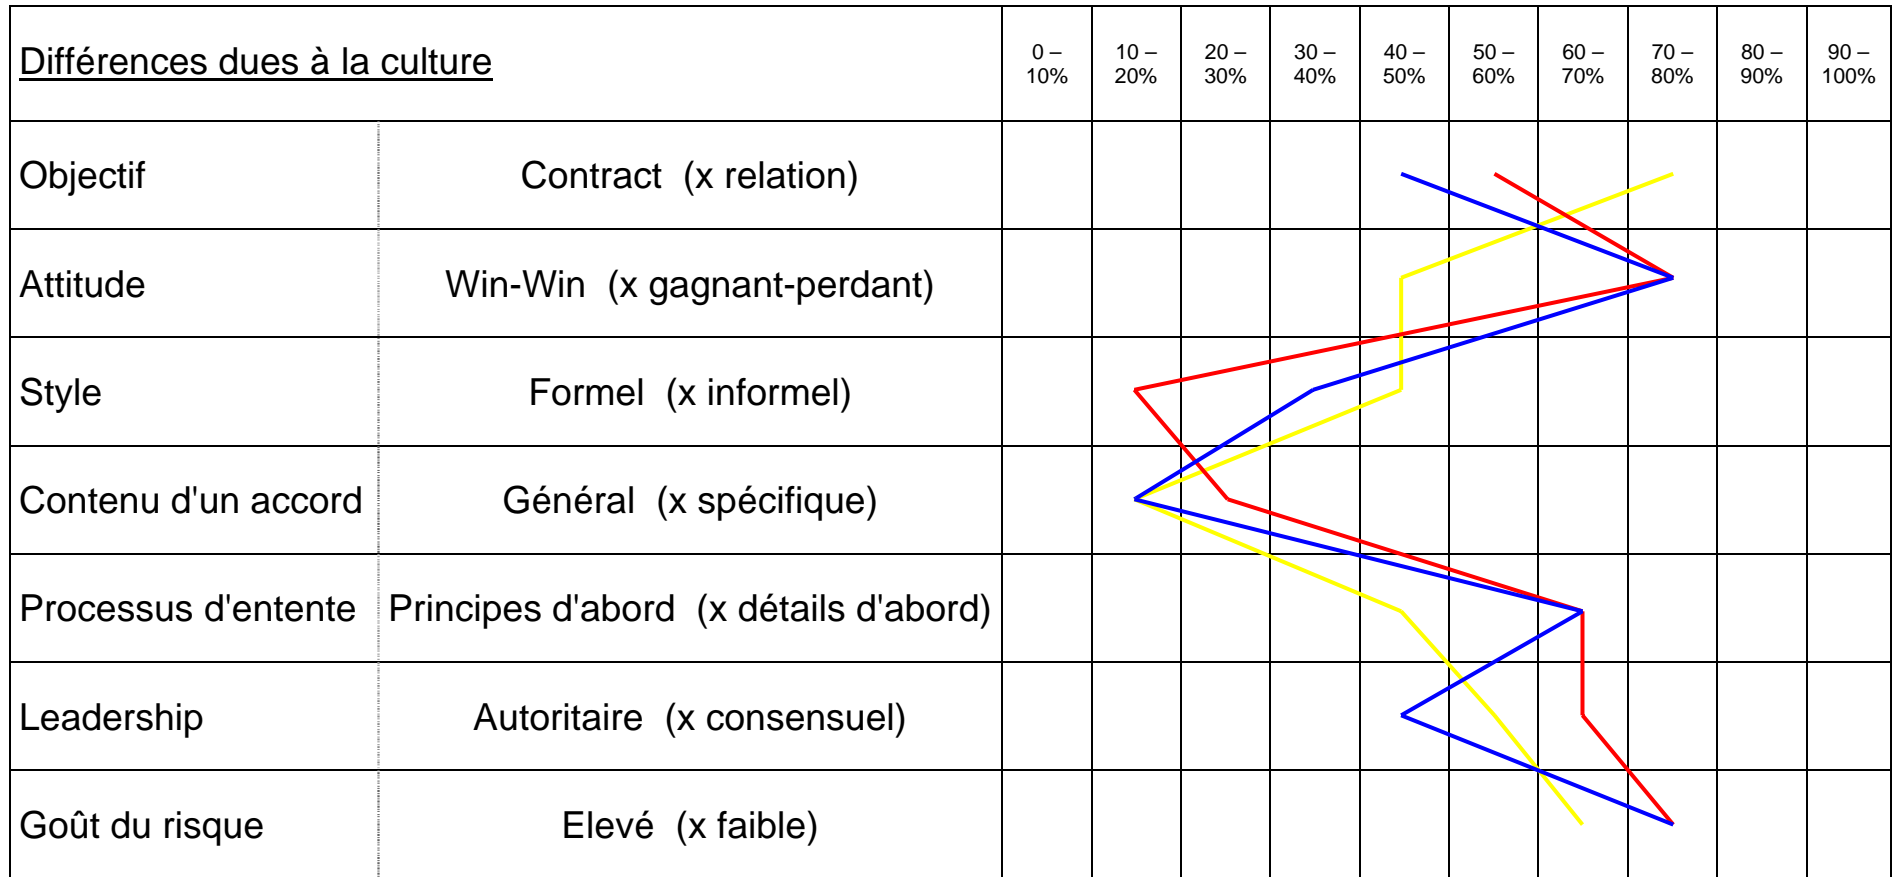 Différences dues à la culture
0 – 10%
10 – 20%
20 – 30%
30 – 40%
40 – 50%
50 – 60%
60 – 70%
70 – 80%
80 – 90%
90 – 100%
Objectif Contract (x relation)
Attitude Win-Win (x gagnant-perdant)
Style Formel (x informel)
Contenu d'un accord Général (x spécifique)
Processus d'entente Principes d'abord (x détails d'abord)
Leadership Autoritaire (x consensuel)
Goût du risque Elevé (x faible)